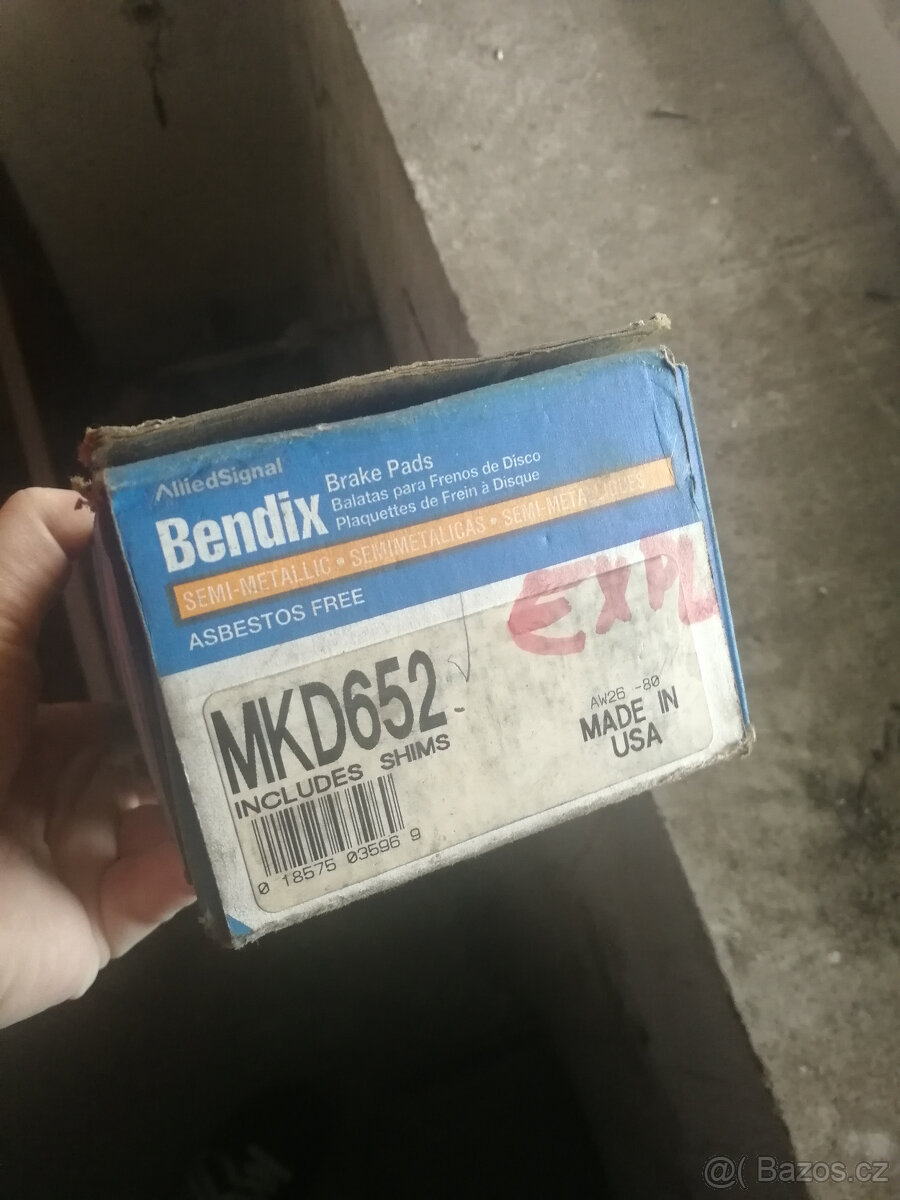 AlliedSignal
Bendix
Brake Pads
Balatas para Frenos de Disco
Plaquettes de Frein à Disque
SEMI-METALLIC • SEMIMETALICAS • SEMI-METALLIQUES
ASBESTOS FREE
EXPL
MKD652
INCLUDES SHIMS
0 18575 03596 9
AW26 -80
MADE IN
USA
@( Bazos.cz